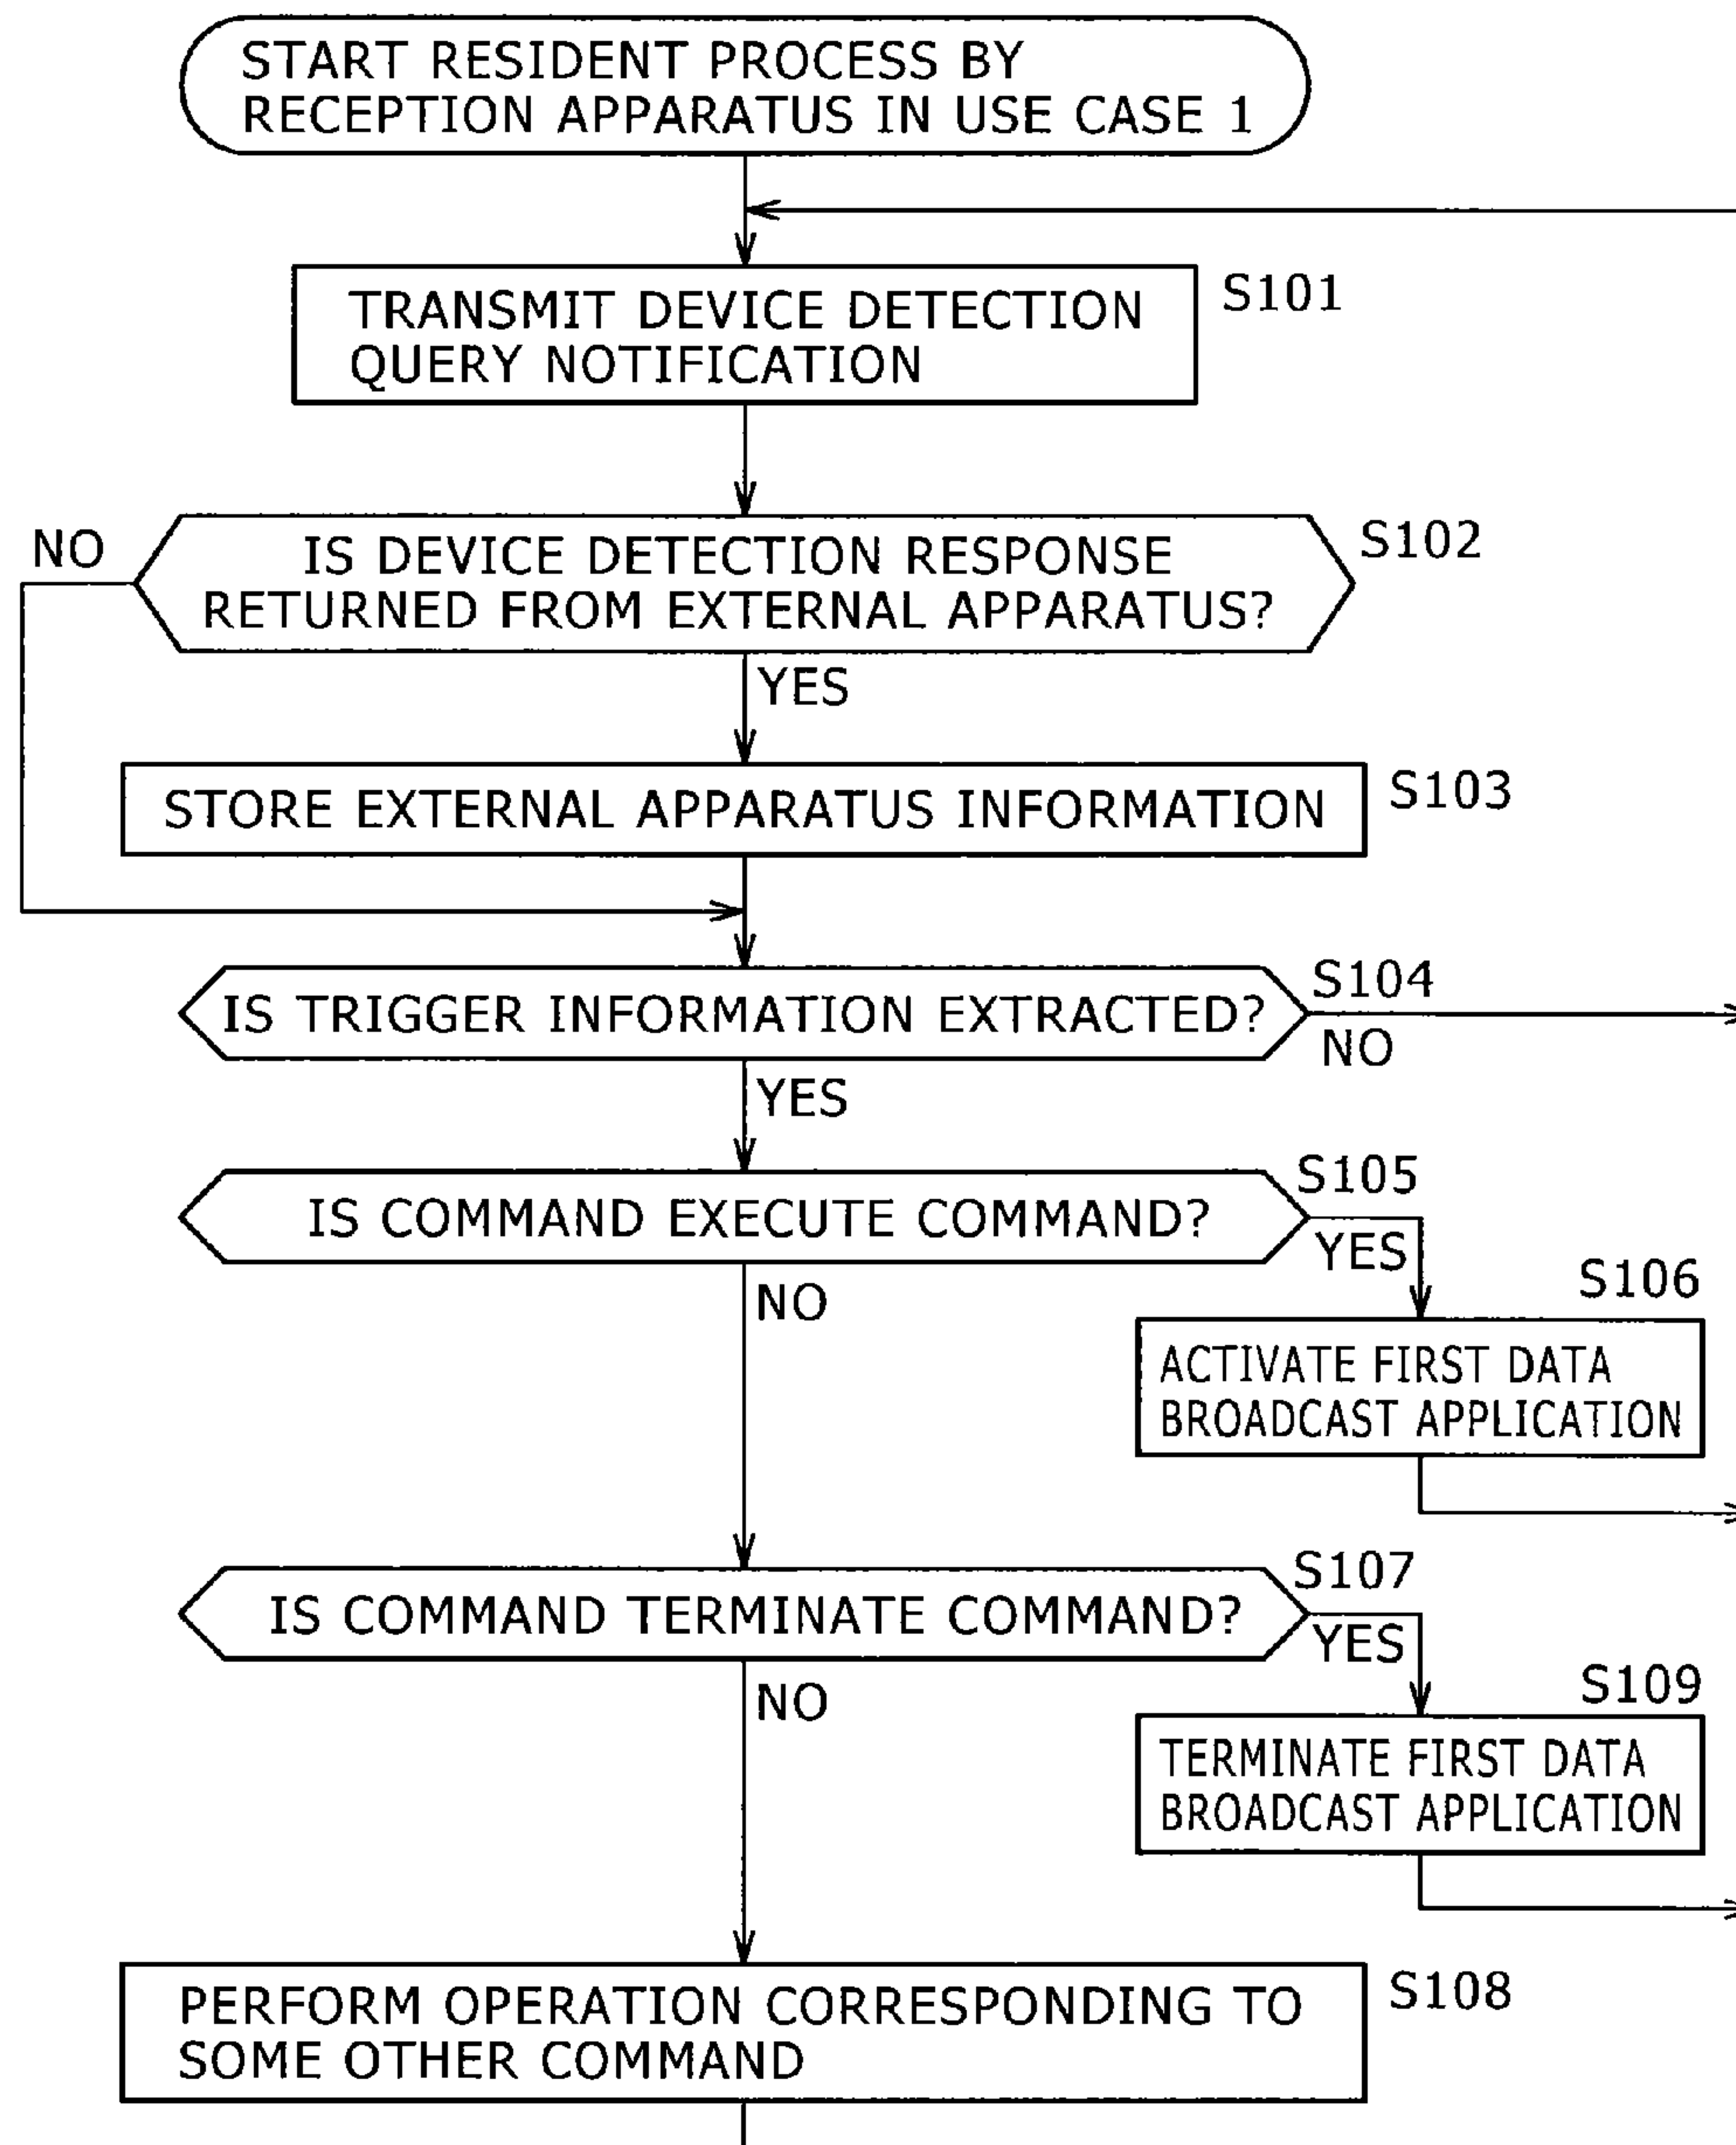 START RESIDENT PROCESS BY
RECEPTION APPARATUS IN USE CASE 1
TRANSMIT DEVICE DETECTION
QUERY NOTIFICATION
S101
NO
IS DEVICE DETECTION RESPONSE
RETURNED FROM EXTERNAL APPARATUS?
S102
YES
STORE EXTERNAL APPARATUS INFORMATION
S103
IS TRIGGER INFORMATION EXTRACTED?
S104
NO
YES
IS COMMAND EXECUTE COMMAND?
S105
YES
NO
S106
ACTIVATE FIRST DATA
BROADCAST APPLICATION
IS COMMAND TERMINATE COMMAND?
S107
YES
NO
S109
TERMINATE FIRST DATA
BROADCAST APPLICATION
PERFORM OPERATION CORRESPONDING TO
SOME OTHER COMMAND
S108